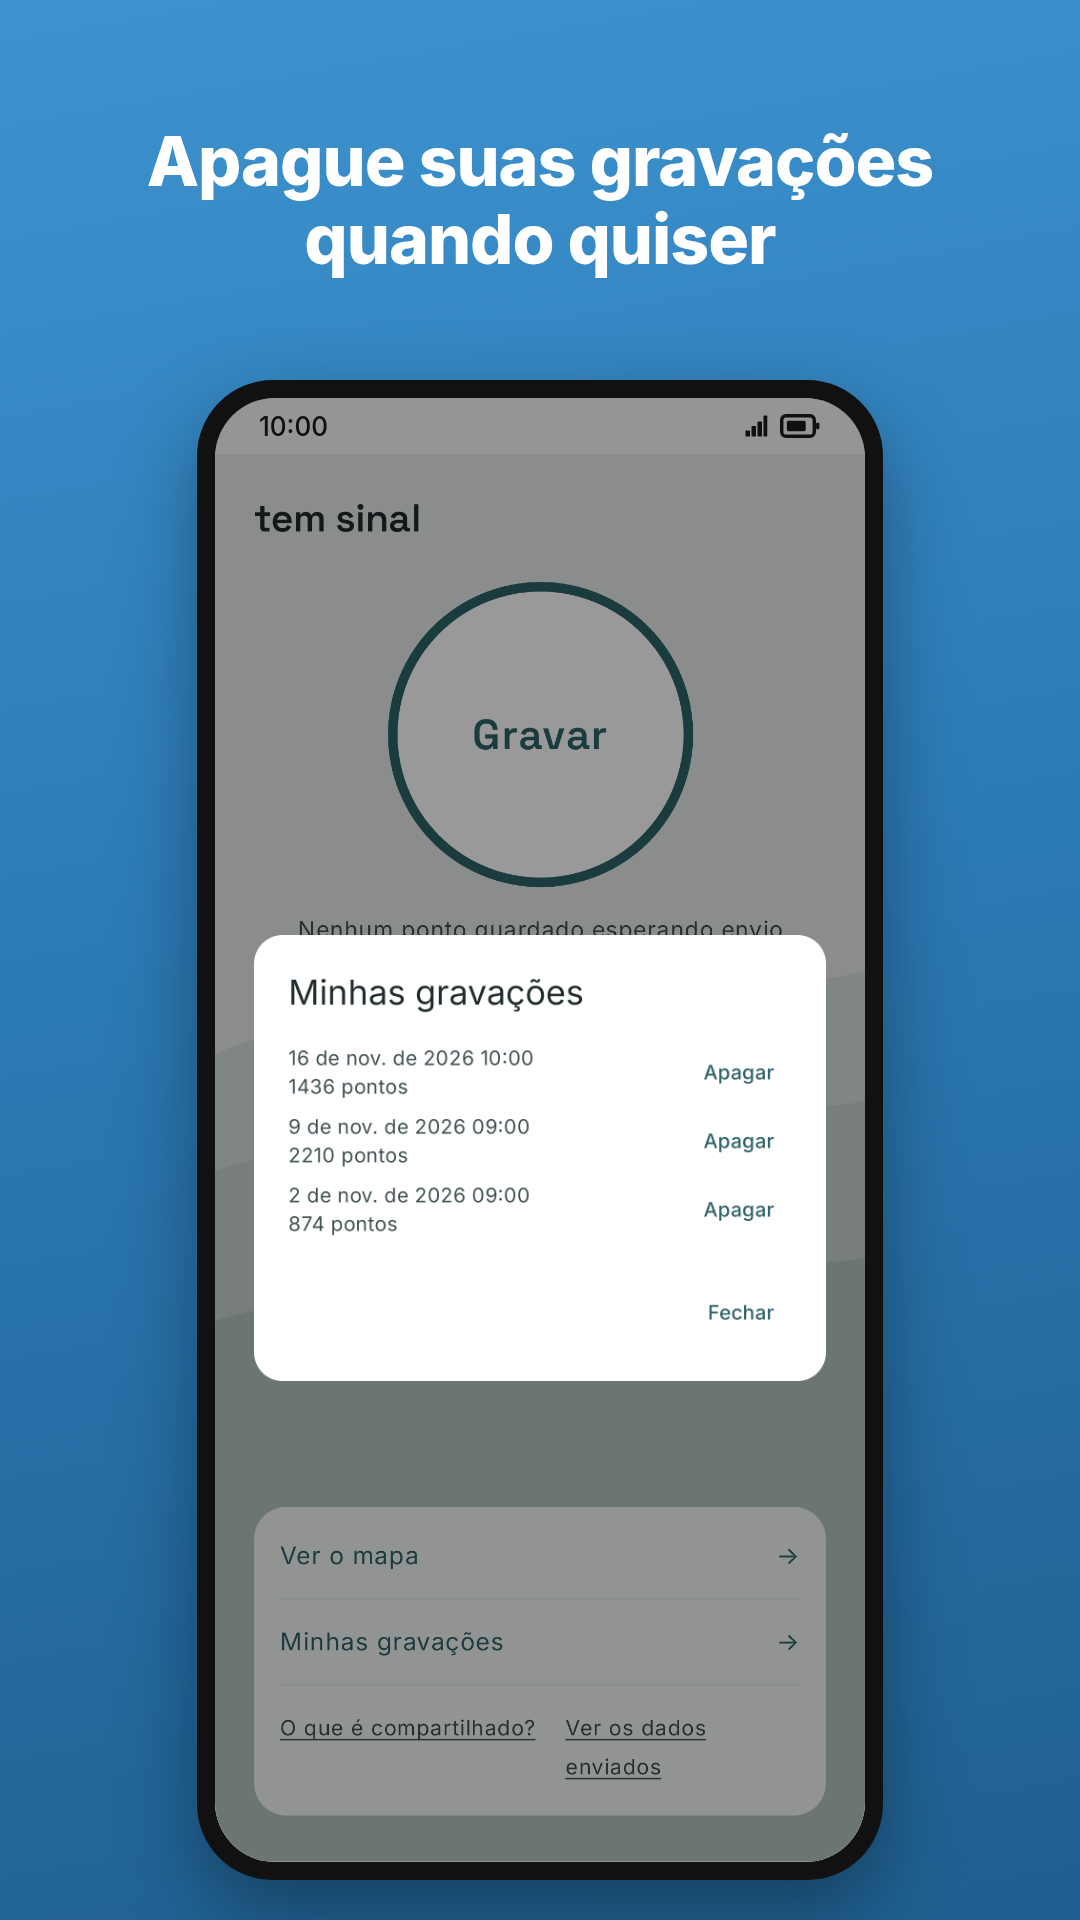 Apague suas gravações
quando quiser
10:00
tem sinal
Gravar
Nenhum ponto guardado esperando envio
Minhas gravações
16 de nov. de 2026 10:00
1436 pontos
Apagar
9 de nov. de 2026 09:00
2210 pontos
Apagar
2 de nov. de 2026 09:00
874 pontos
Apagar
Fechar
Ver o mapa →
Minhas gravações →
O que é compartilhado?
Ver os dados
enviados